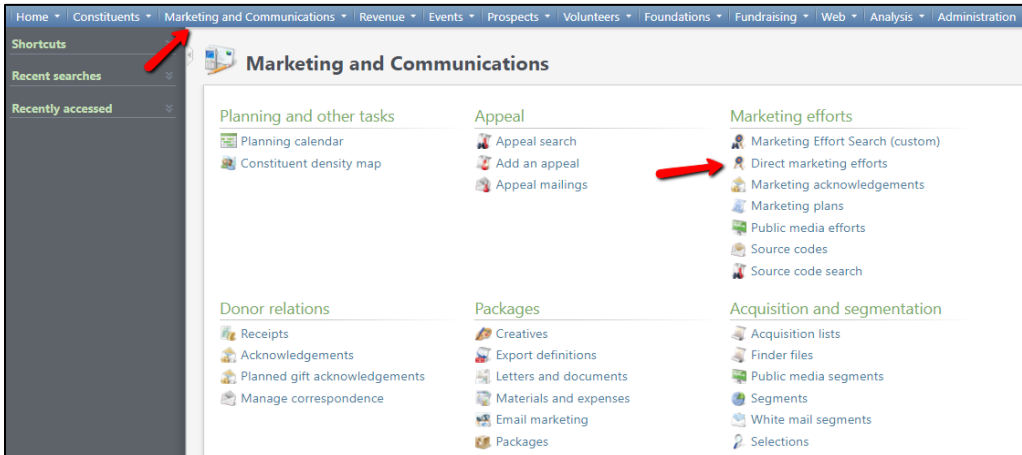 Home Constituents Marketing and Communications Revenue Events Prospects Volunteers Foundations Fundraising Web Analysis Administration
Shortcuts
Recent searches
Recently accessed
Marketing and Communications
Planning and other tasks
Planning calendar
Constituent density map
Appeal
Appeal search
Add an appeal
Appeal mailings
Marketing efforts
Marketing Effort Search (custom)
Direct marketing efforts
Marketing acknowledgements
Marketing plans
Public media efforts
Source codes
Source code search
Donor relations
Receipts
Acknowledgements
Planned gift acknowledgements
Manage correspondence
Packages
Creatives
Export definitions
Letters and documents
Materials and expenses
Email marketing
Packages
Acquisition and segmentation
Acquisition lists
Finder files
Public media segments
Segments
White mail segments
Selections